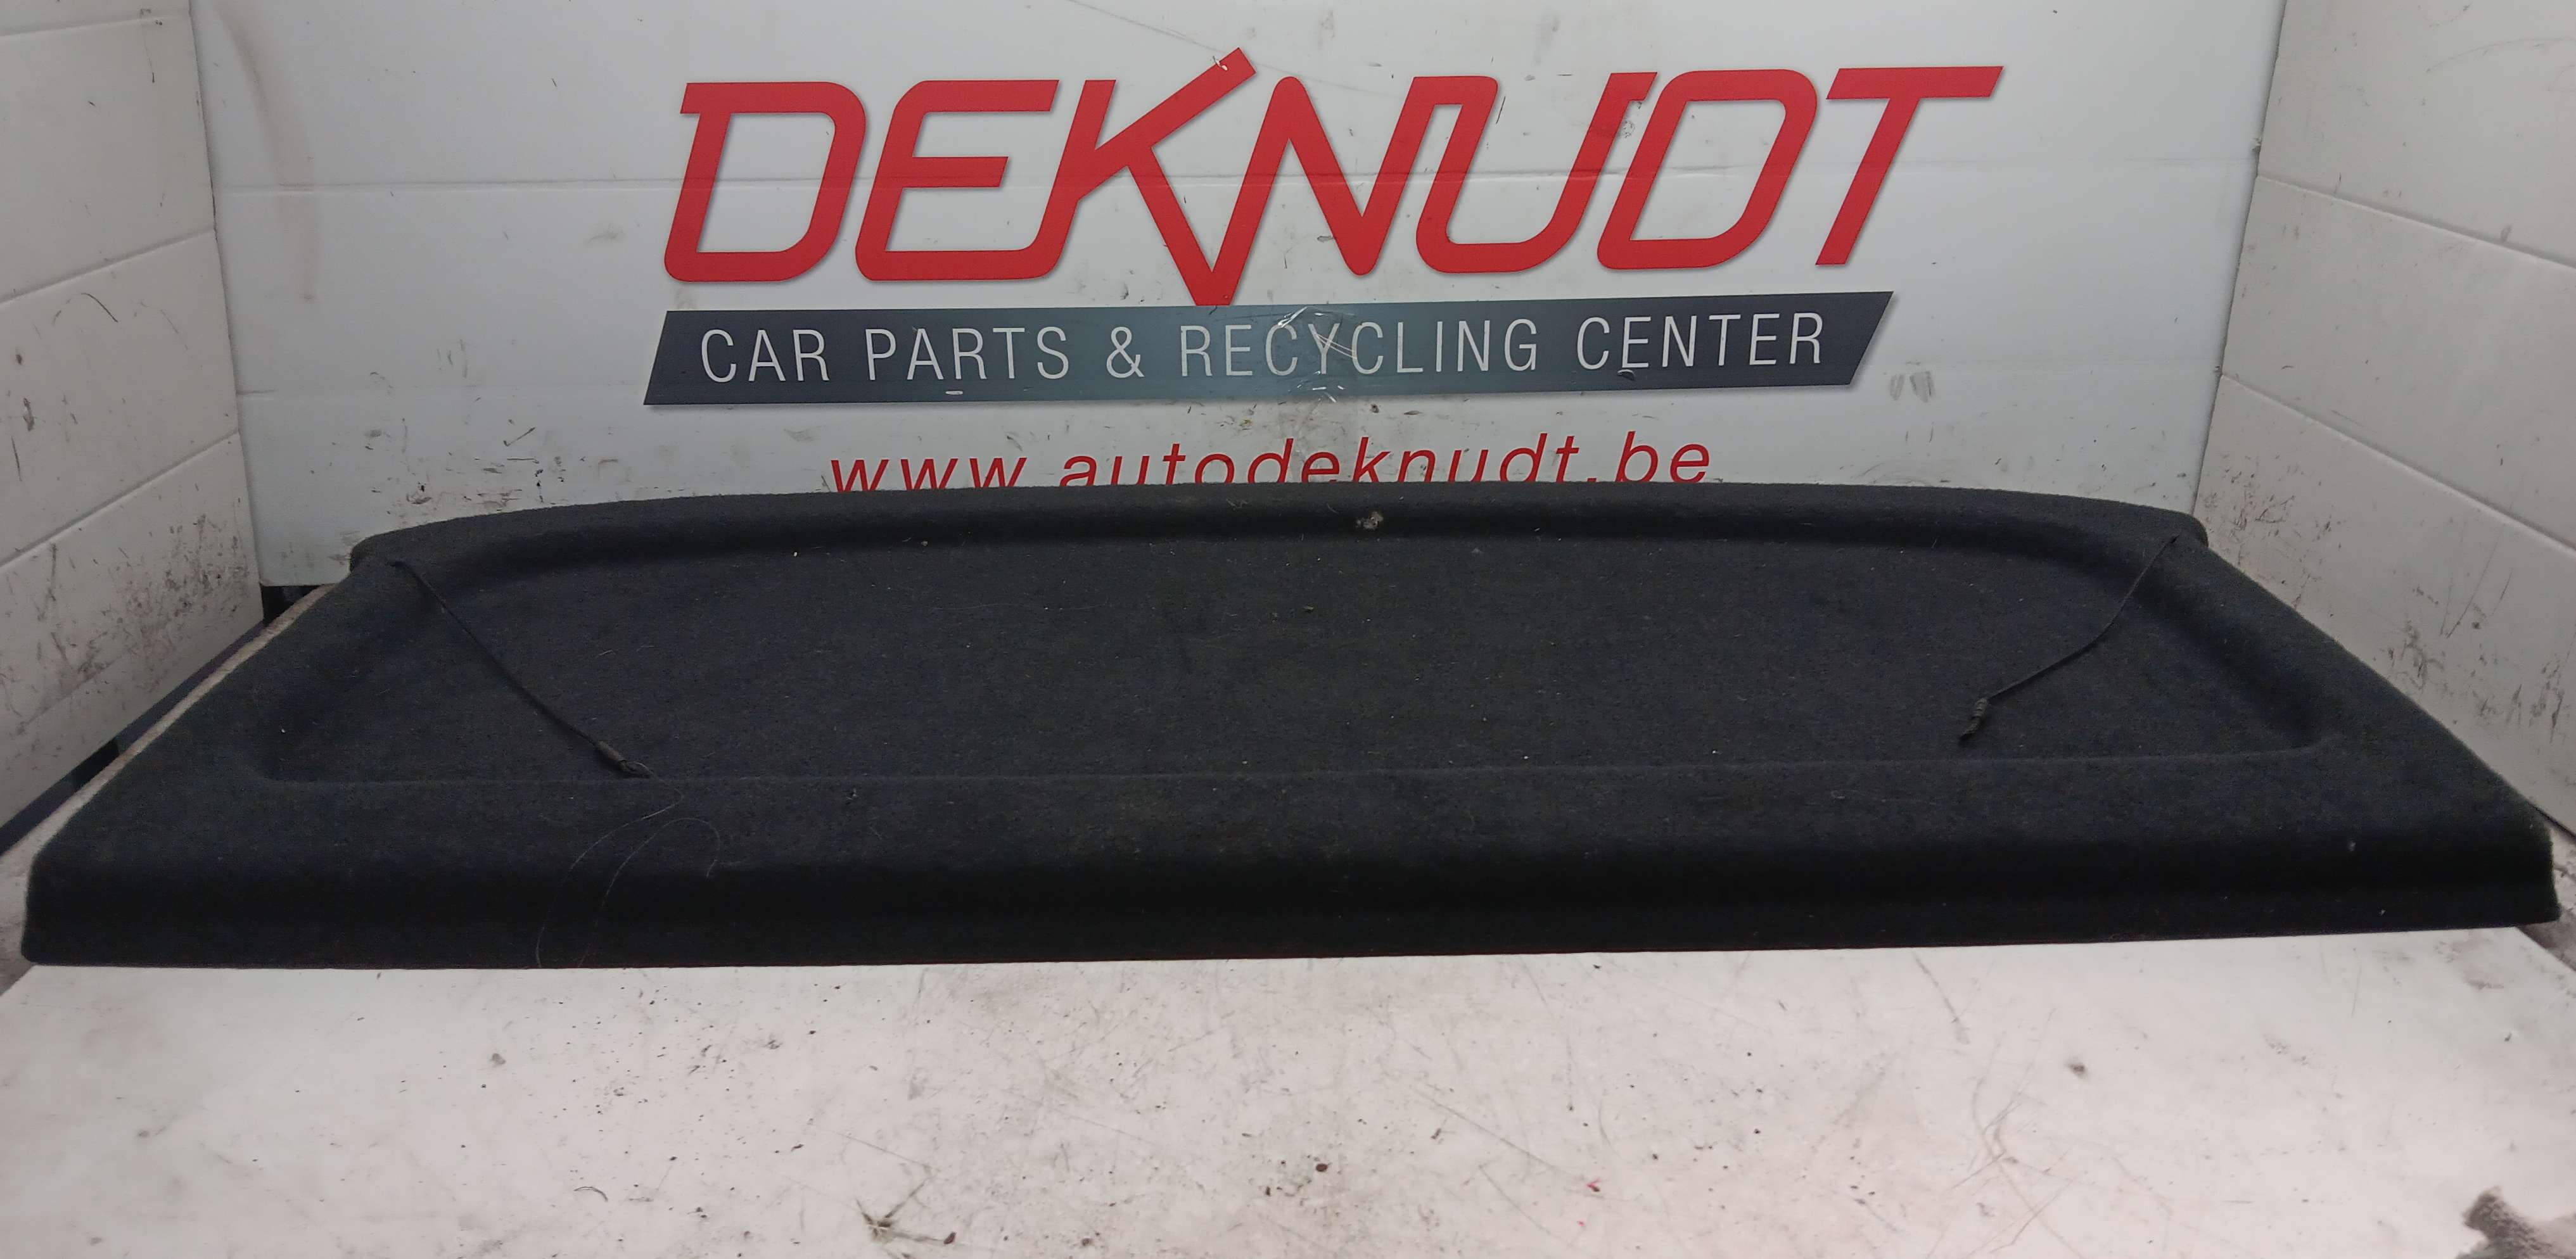 DEKNUDT
CAR PARTS & RECYCLING CENTER
www.autodeknudt.be